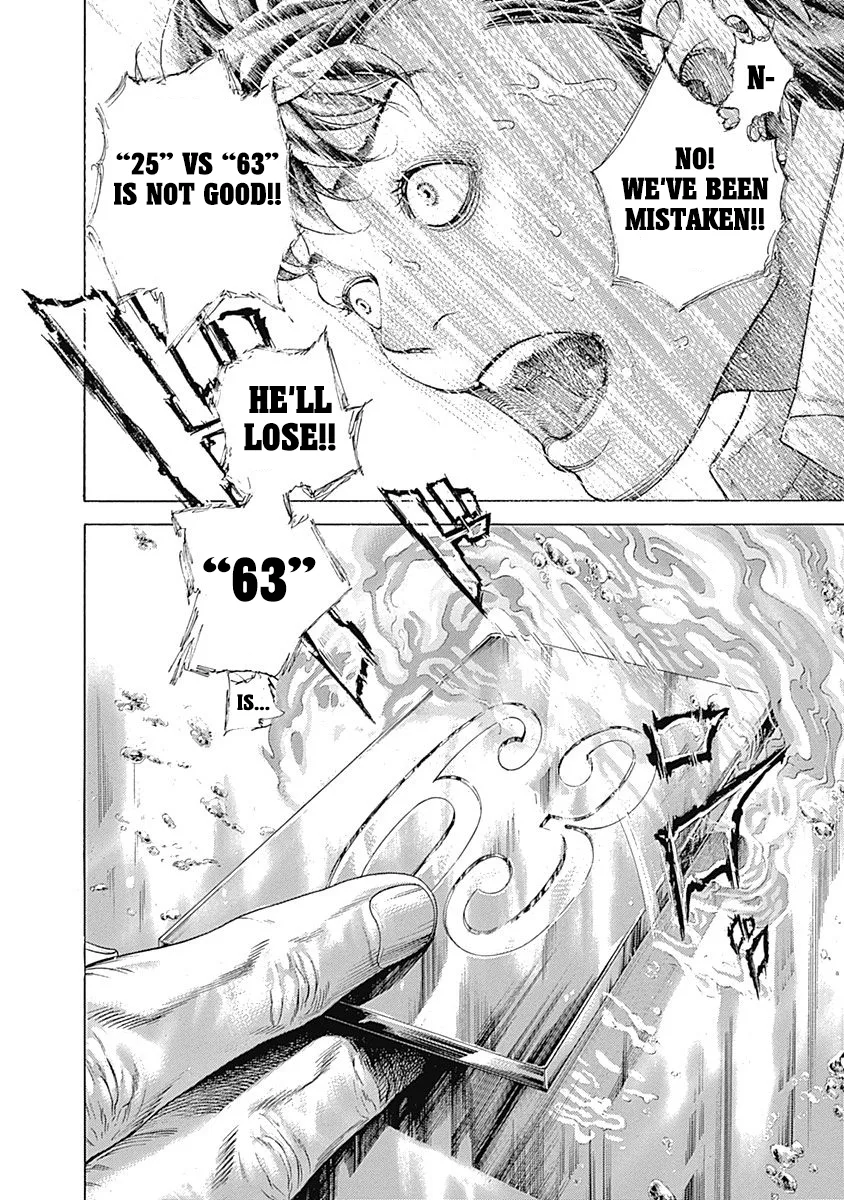 N-
NO!
WE'VE BEEN
MISTAKEN!!
“25” VS “63”
IS NOT GOOD!!
HE'LL
LOSE!!
“63”
IS...
63